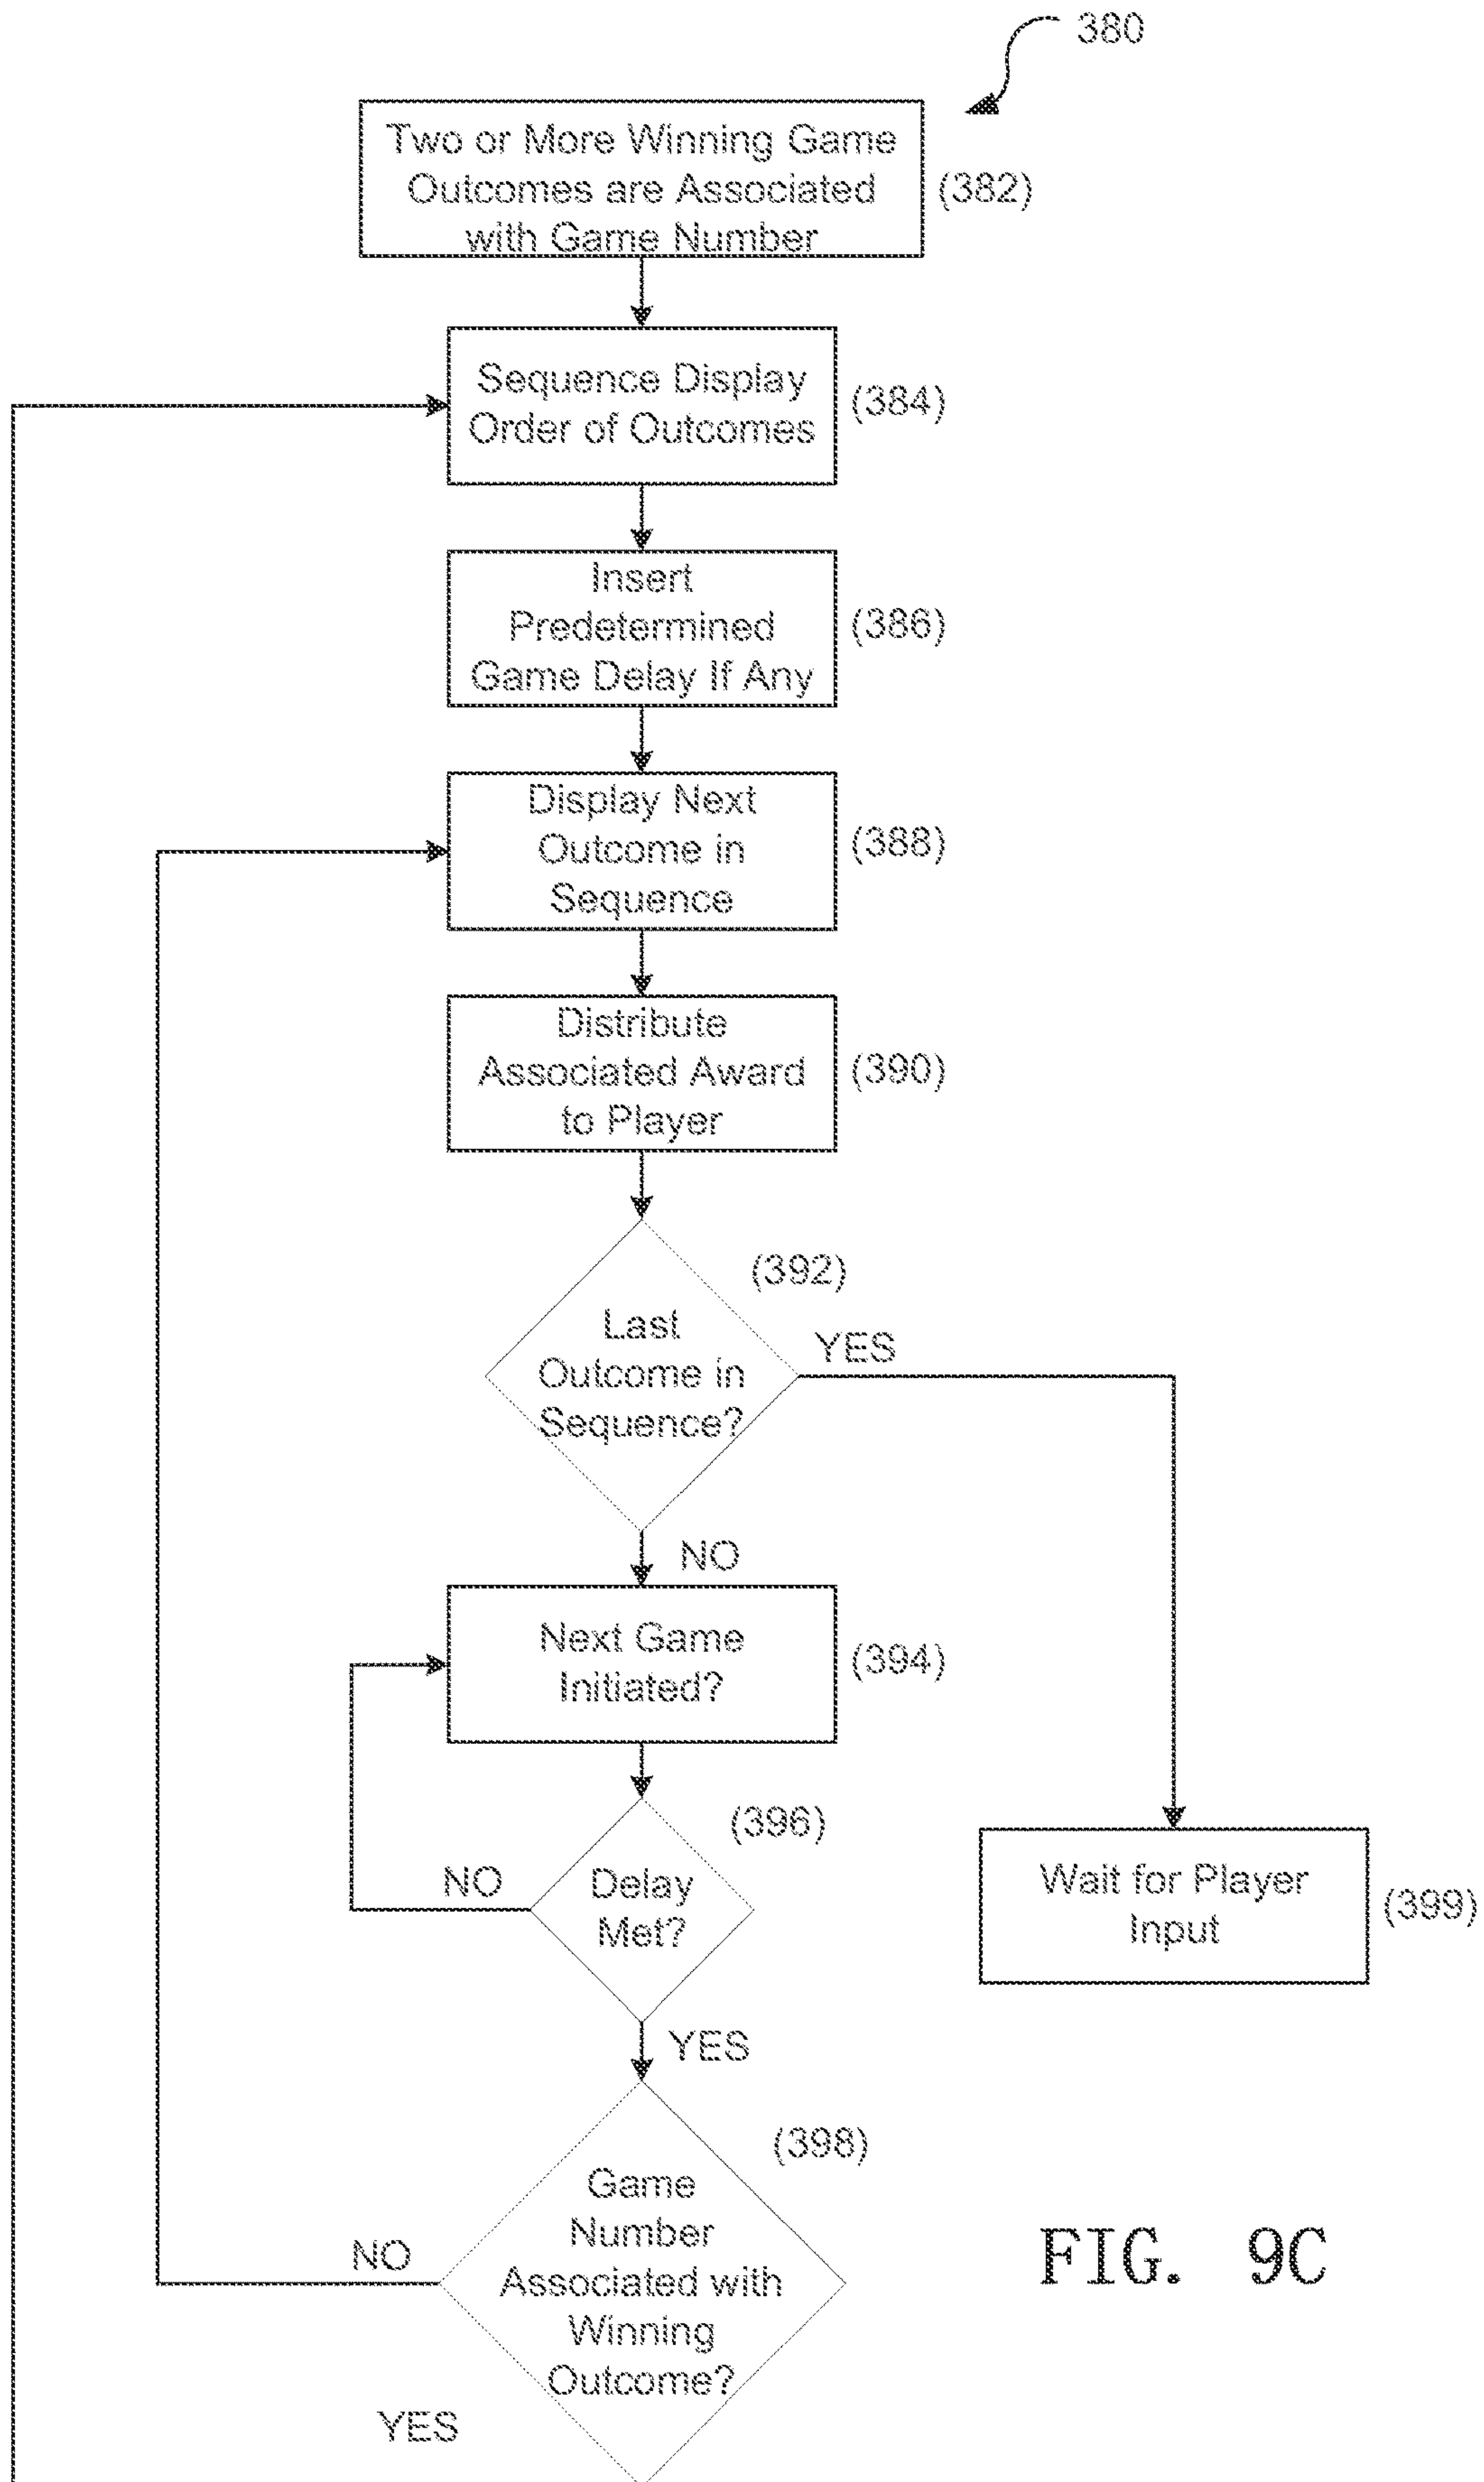 380
Two or More Winning Game
Outcomes are Associated
with Game Number
(382)
Sequence Display
Order of Outcomes
(384)
Insert
Predetermined
Game Delay If Any
(386)
Display Next
Outcome in
Sequence
(388)
Distribute
Associated Award
to Player
(390)
(392)
Last
Outcome in
Sequence?
YES
NO
Next Game
Initiated?
(394)
(396)
Delay
Met?
NO
YES
Wait for Player
Input
(399)
(398)
Game
Number
Associated with
Winning
Outcome?
NO
YES
FIG. 9C